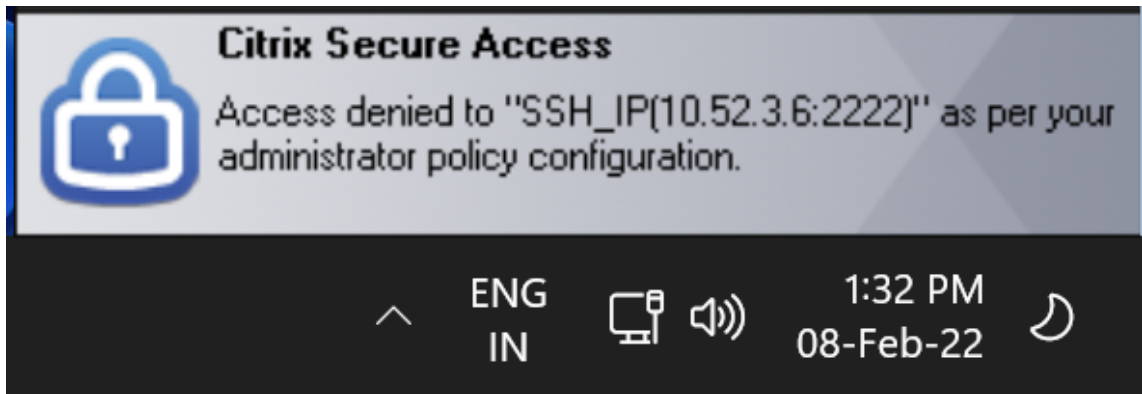 Citrix Secure Access
Access denied to "SSH_IP(10.52.3.6:2222)" as per your
administrator policy configuration.
ENG
IN
1:32 PM
08-Feb-22